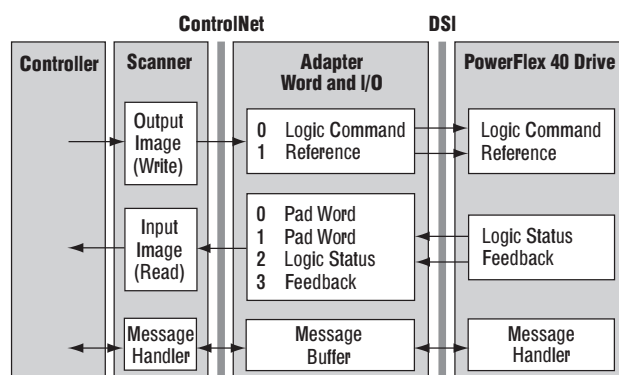 ControlNet DSI
Controller
Scanner
Adapter
Word and I/O
PowerFlex 40 Drive
Output
Image
(Write)
0 Logic Command
1 Reference
Logic Command
Reference
Input
Image
(Read)
0 Pad Word
1 Pad Word
2 Logic Status
3 Feedback
Logic Status
Feedback
Message
Handler
Message
Buffer
Message
Handler